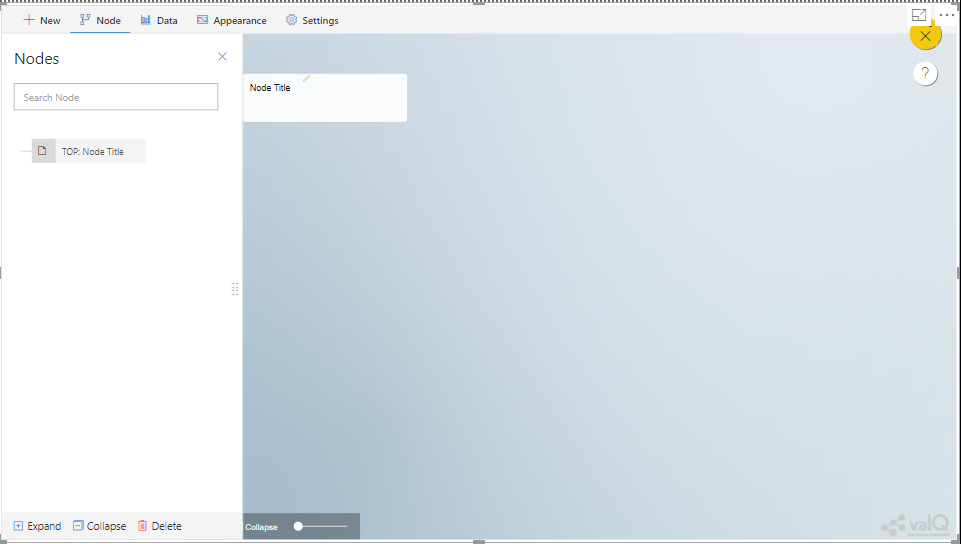 New Node Data Appearance Settings
Nodes
Search Node
TOP: Node Title
Node Title
?
Expand Collapse Delete
Collapse
valQ